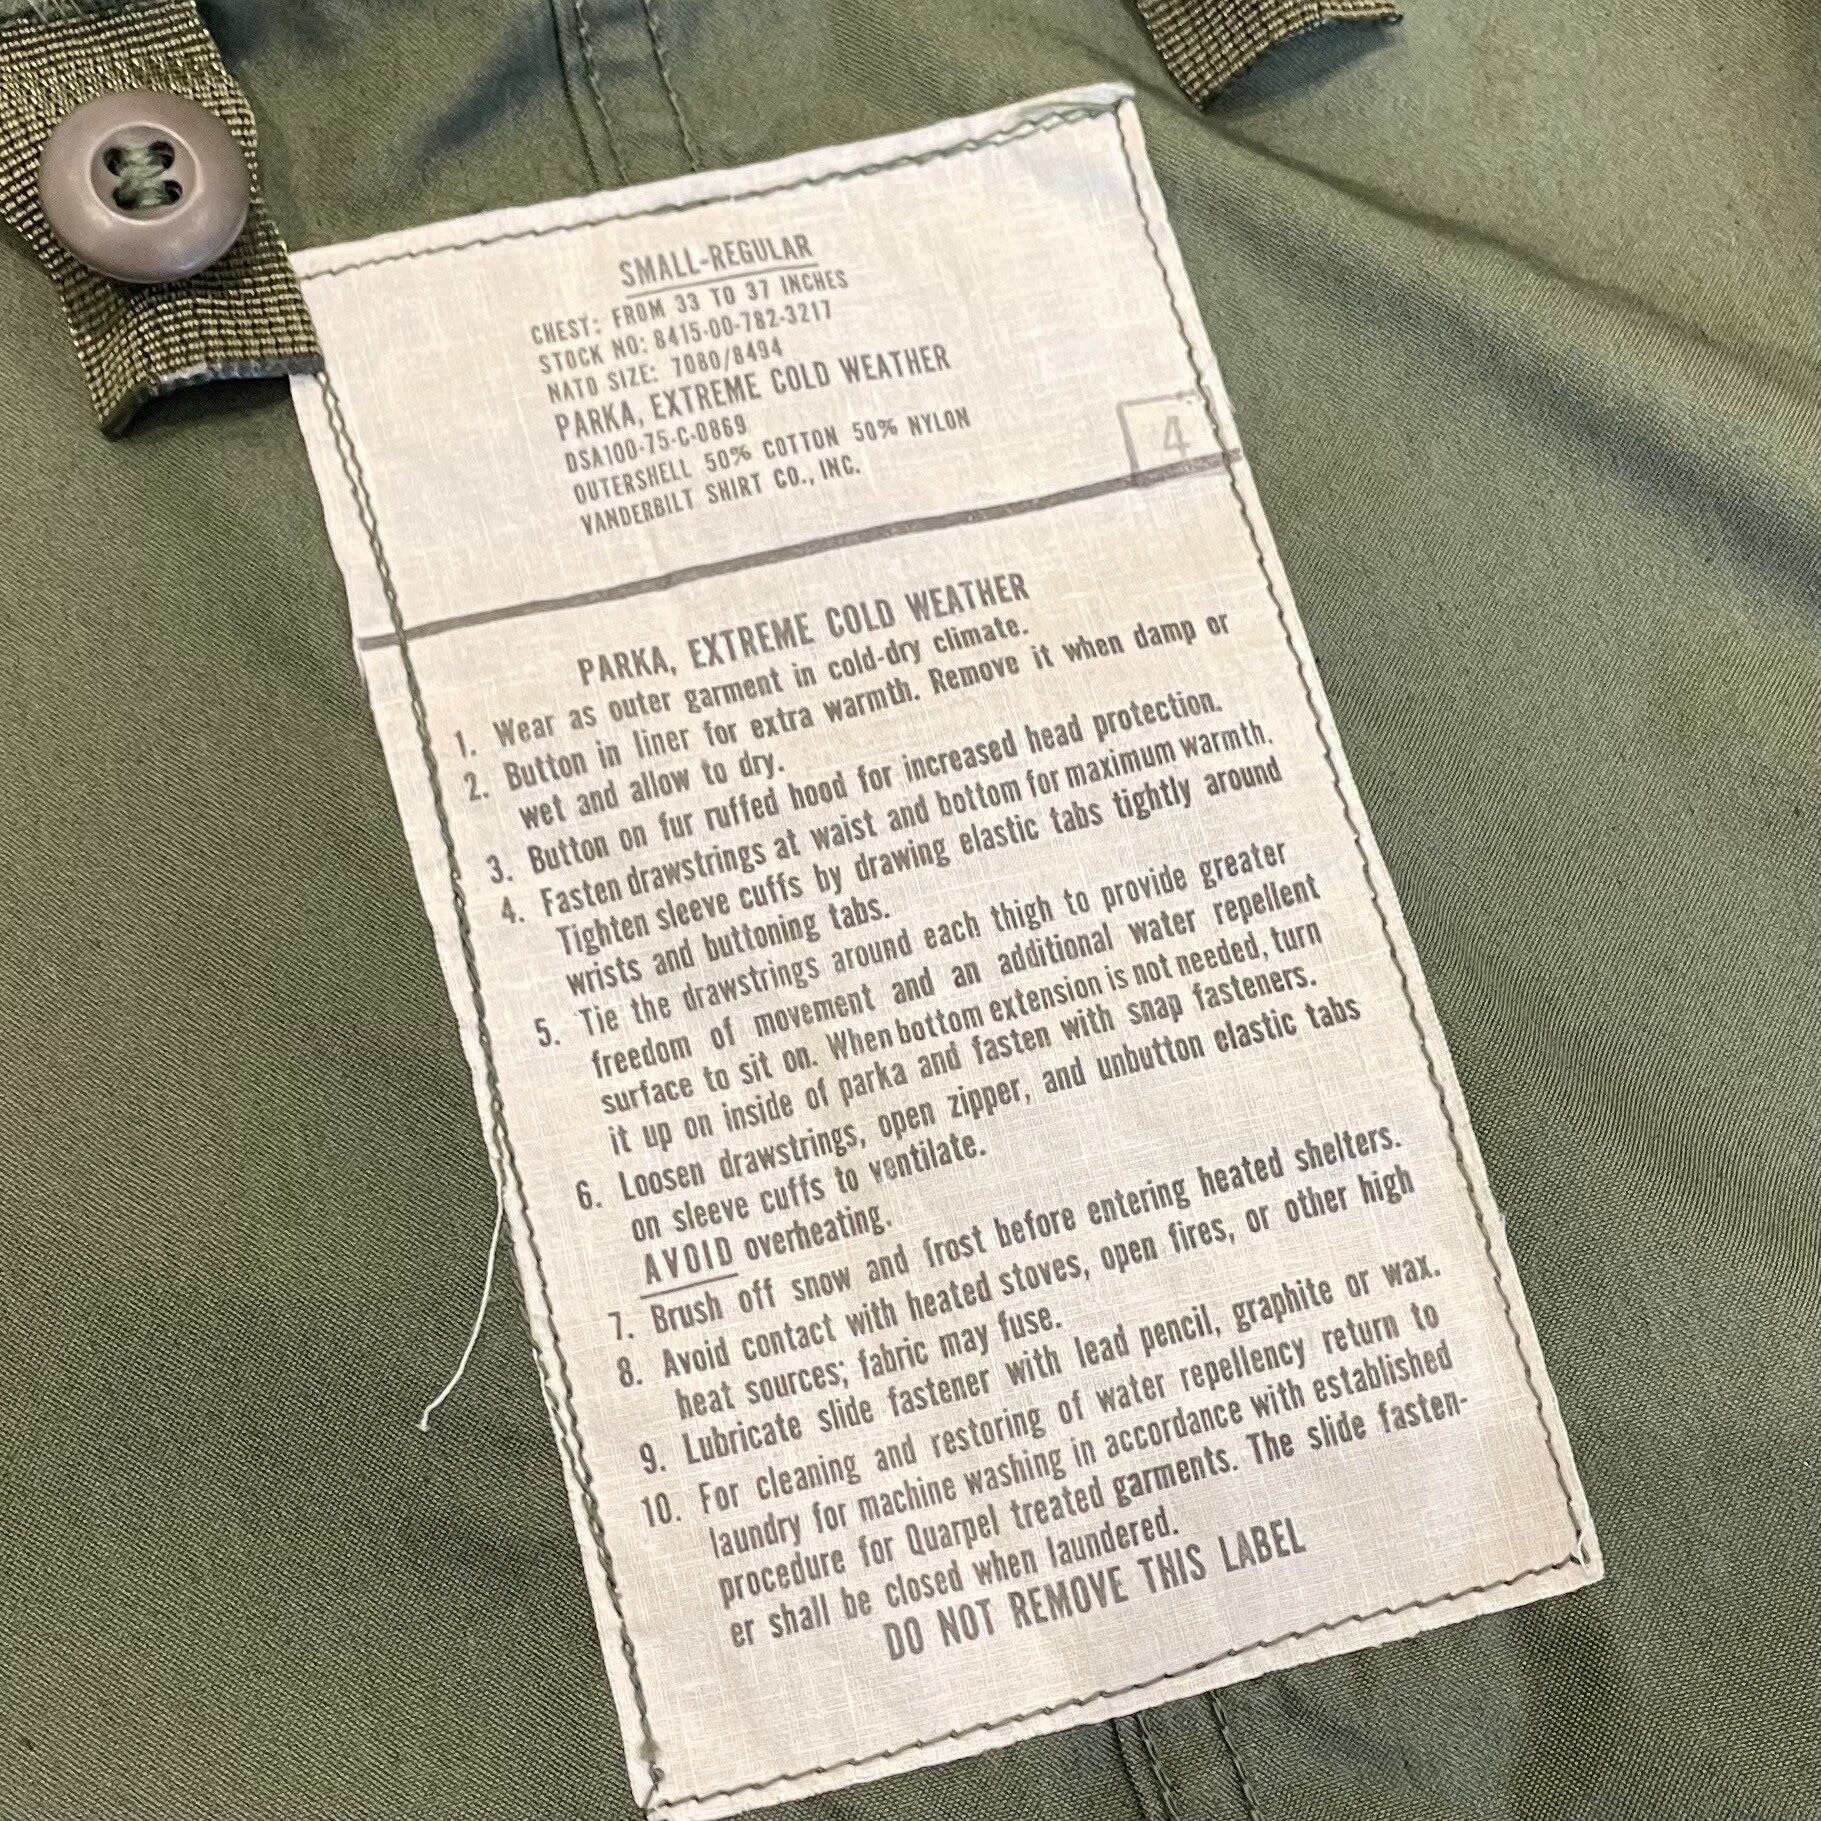 SMALL-REGULAR
CHEST: FROM 33 TO 37 INCHES
STOCK NO: 8415-00-782-3217
NATO SIZE: 7080/8494
PARKA, EXTREME COLD WEATHER
DSA100-75-C-0869
OUTERSHELL 50% COTTON 50% NYLON
VANDERBILT SHIRT CO., INC.
4
PARKA, EXTREME COLD WEATHER
1. Wear as outer garment in cold-dry climate.
2. Button in liner for extra warmth. Remove it when damp or
wet and allow to dry.
3. Button on fur ruffed hood for increased head protection.
4. Fasten drawstrings at waist and bottom for maximum warmth.
Tighten sleeve cuffs by drawing elastic tabs tightly around
wrists and buttoning tabs.
5. Tie the drawstrings around each thigh to provide greater
freedom of movement and an additional water repellent
surface to sit on. When bottom extension is not needed, turn
it up on inside of parka and fasten with snap fasteners.
6. Loosen drawstrings, open zipper, and unbutton elastic tabs
on sleeve cuffs to ventilate.
AVOID overheating.
7. Brush off snow and frost before entering heated shelters.
8. Avoid contact with heated stoves, open fires, or other high
heat sources; fabric may fuse.
9. Lubricate slide fastener with lead pencil, graphite or wax.
10. For cleaning and restoring of water repellency return to
laundry for machine washing in accordance with established
procedure for Quarpel treated garments. The slide fasten-
er shall be closed when laundered.
DO NOT REMOVE THIS LABEL